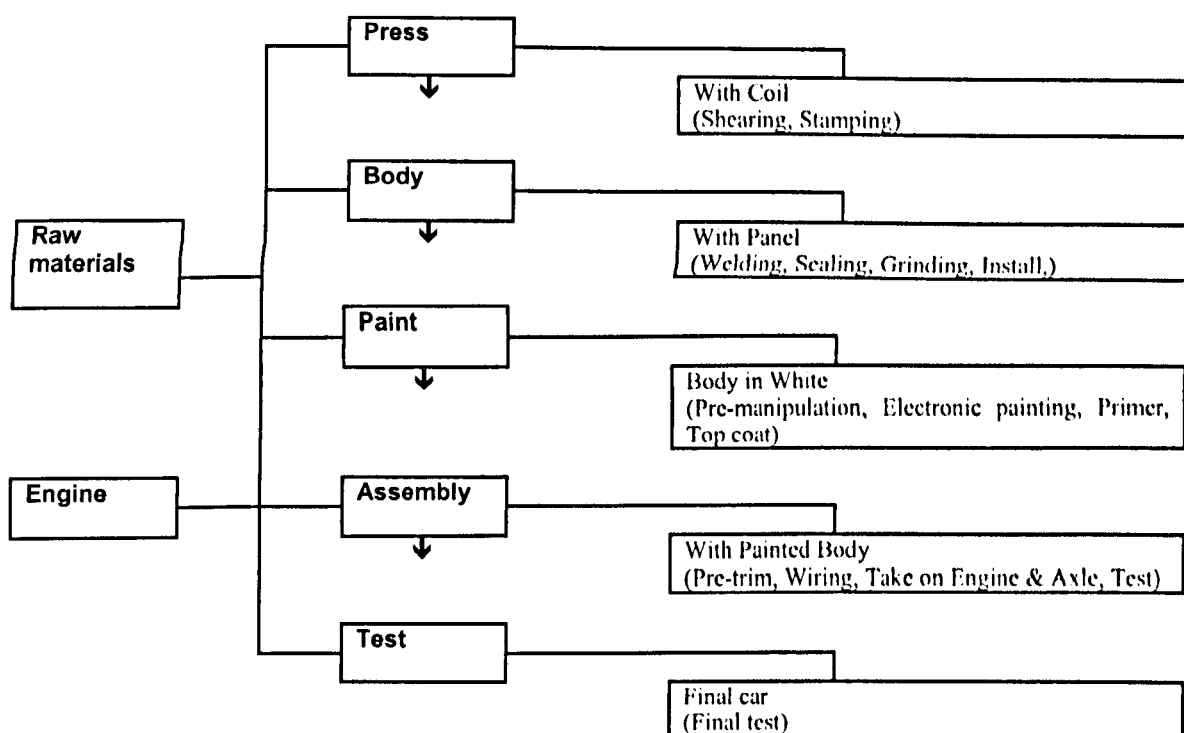 Press
With Coil
(Shearing, Stamping)
Body
With Panel
(Welding, Sealing, Grinding, Install,)
Raw
materials
Paint
Body in White
(Pre-manipulation, Electronic painting, Primer,
Top coat)
Engine
Assembly
With Painted Body
(Pre-trim, Wiring, Take on Engine & Axle, Test)
Test
Final car
(Final test)